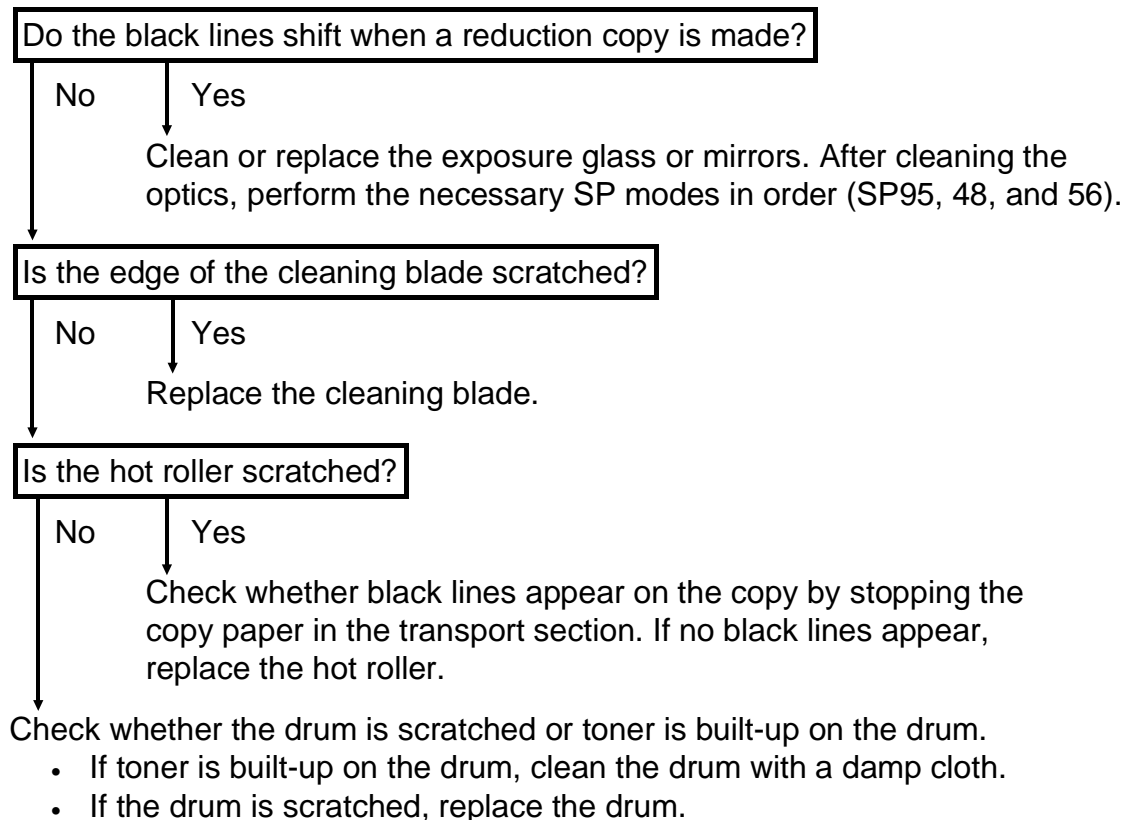 Do the black lines shift when a reduction copy is made?
No Yes
Clean or replace the exposure glass or mirrors. After cleaning the
optics, perform the necessary SP modes in order (SP95, 48, and 56).
Is the edge of the cleaning blade scratched?
No Yes
Replace the cleaning blade.
Is the hot roller scratched?
No Yes
Check whether black lines appear on the copy by stopping the
copy paper in the transport section. If no black lines appear,
replace the hot roller.
Check whether the drum is scratched or toner is built-up on the drum.
• If toner is built-up on the drum, clean the drum with a damp cloth.
• If the drum is scratched, replace the drum.